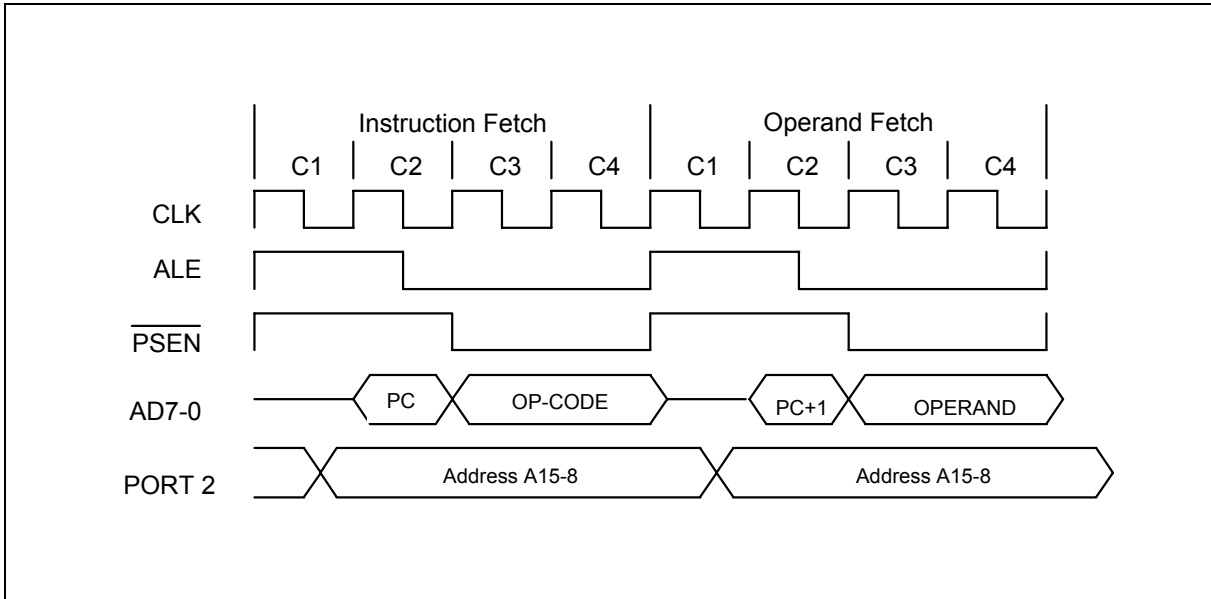 Instruction Fetch Operand Fetch
C1 C2 C3 C4 C1 C2 C3 C4
CLK
ALE
PSEN
AD7-0 PC OP-CODE PC+1 OPERAND
PORT 2 Address A15-8 Address A15-8